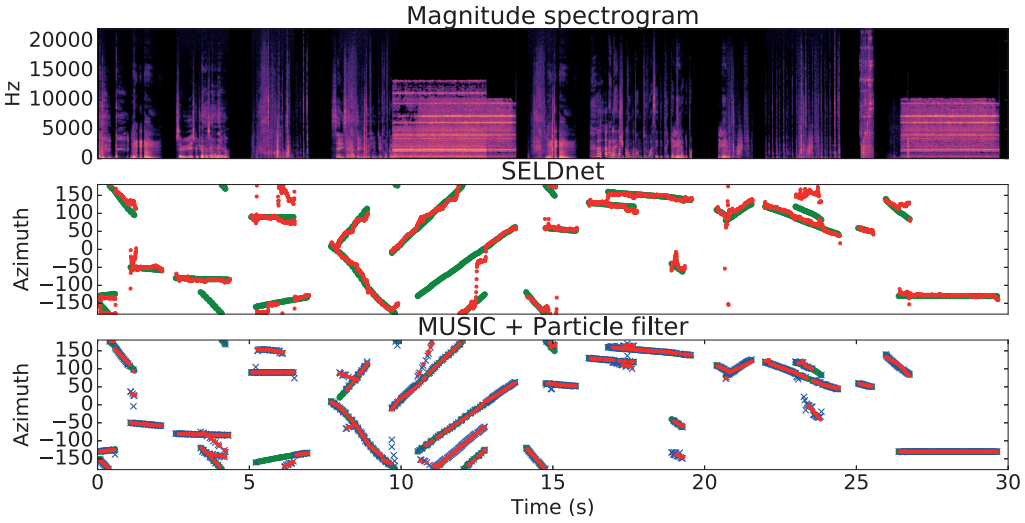 Magnitude spectrogram
Hz
20000
15000
10000
5000
0
SELDnet
Azimuth
150
100
50
0
−50
−100
−150
MUSIC + Particle filter
Azimuth
150
100
50
0
−50
−100
−150
0 5 10 15 20 25 30
Time (s)